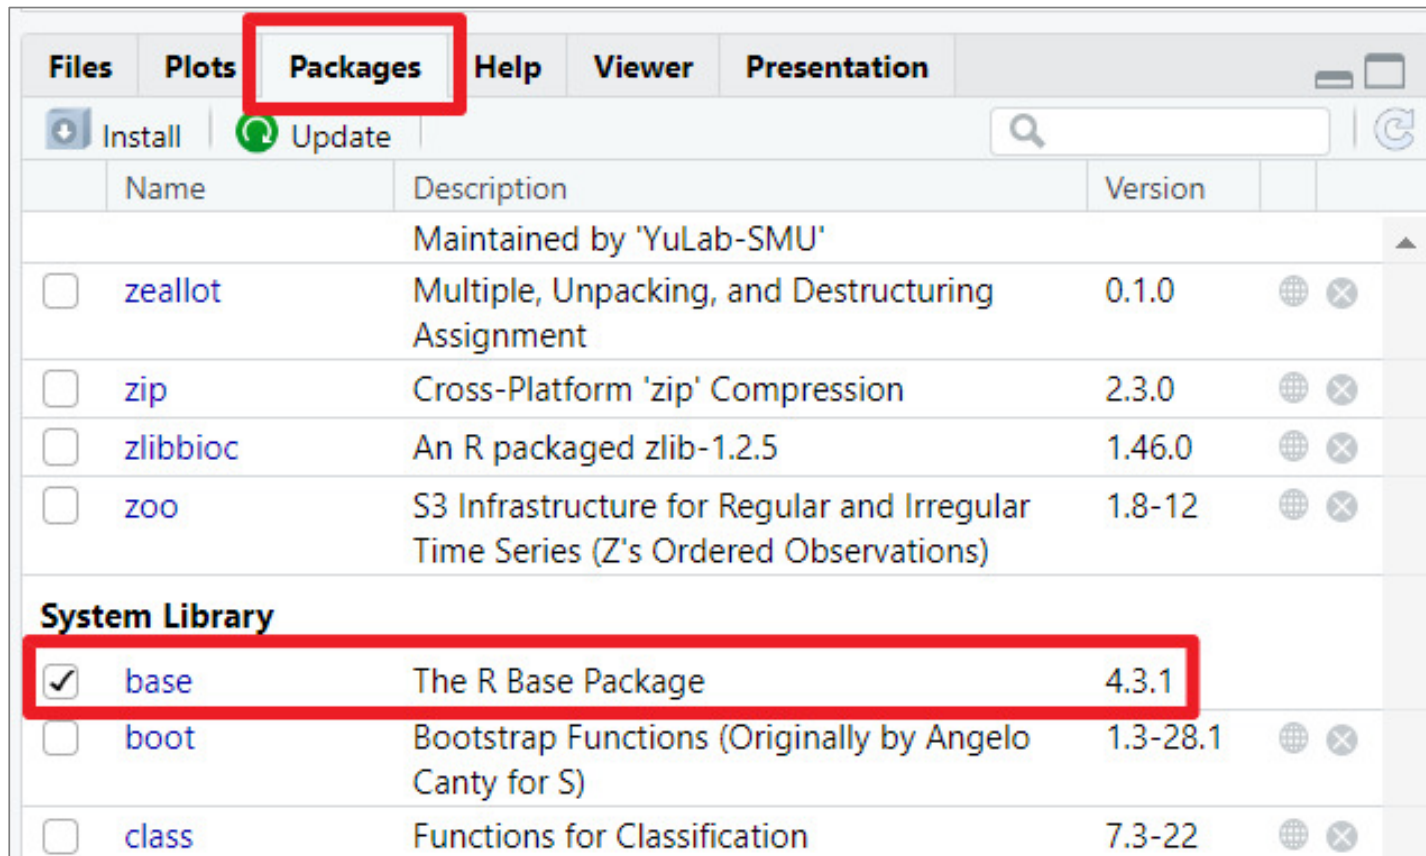 Files Plots Packages Help Viewer Presentation
Install Update
Name Description Version
Maintained by 'YuLab-SMU'
zeallot Multiple, Unpacking, and Destructuring 0.1.0
Assignment
zip Cross-Platform 'zip' Compression 2.3.0
zlibbioc An R packaged zlib-1.2.5 1.46.0
zoo S3 Infrastructure for Regular and Irregular 1.8-12
Time Series (Z's Ordered Observations)
System Library
base The R Base Package 4.3.1
boot Bootstrap Functions (Originally by Angelo 1.3-28.1
Canty for S)
class Functions for Classification 7.3-22